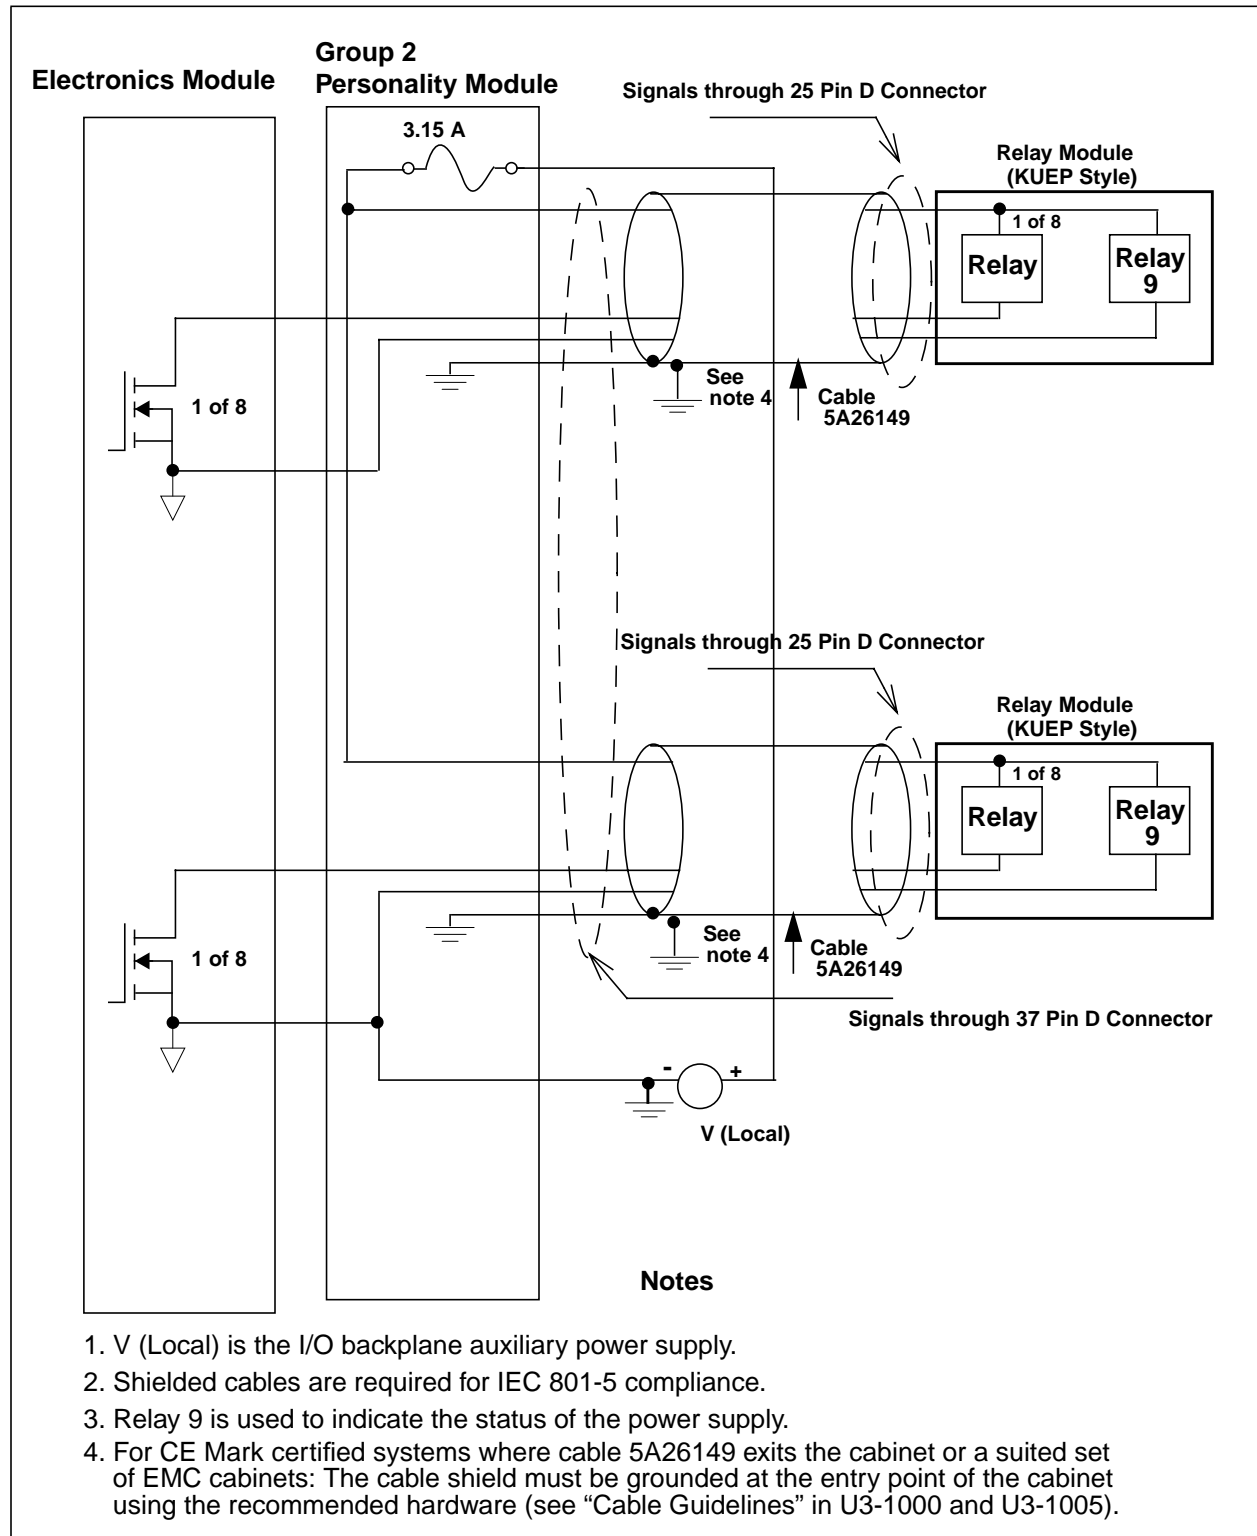 Electronics Module
Group 2
Personality Module
Signals through 25 Pin D Connector
3.15 A
Relay Module
(KUEP Style)
1 of 8
Relay
Relay
9
See
note 4
Cable
5A26149
1 of 8
Signals through 25 Pin D Connector
Relay Module
(KUEP Style)
1 of 8
Relay
Relay
9
See
note 4
Cable
5A26149
1 of 8
Signals through 37 Pin D Connector
- +
V (Local)
Notes
1. V (Local) is the I/O backplane auxiliary power supply.
2. Shielded cables are required for IEC 801-5 compliance.
3. Relay 9 is used to indicate the status of the power supply.
4. For CE Mark certified systems where cable 5A26149 exits the cabinet or a suited set
of EMC cabinets: The cable shield must be grounded at the entry point of the cabinet
using the recommended hardware (see “Cable Guidelines” in U3-1000 and U3-1005).